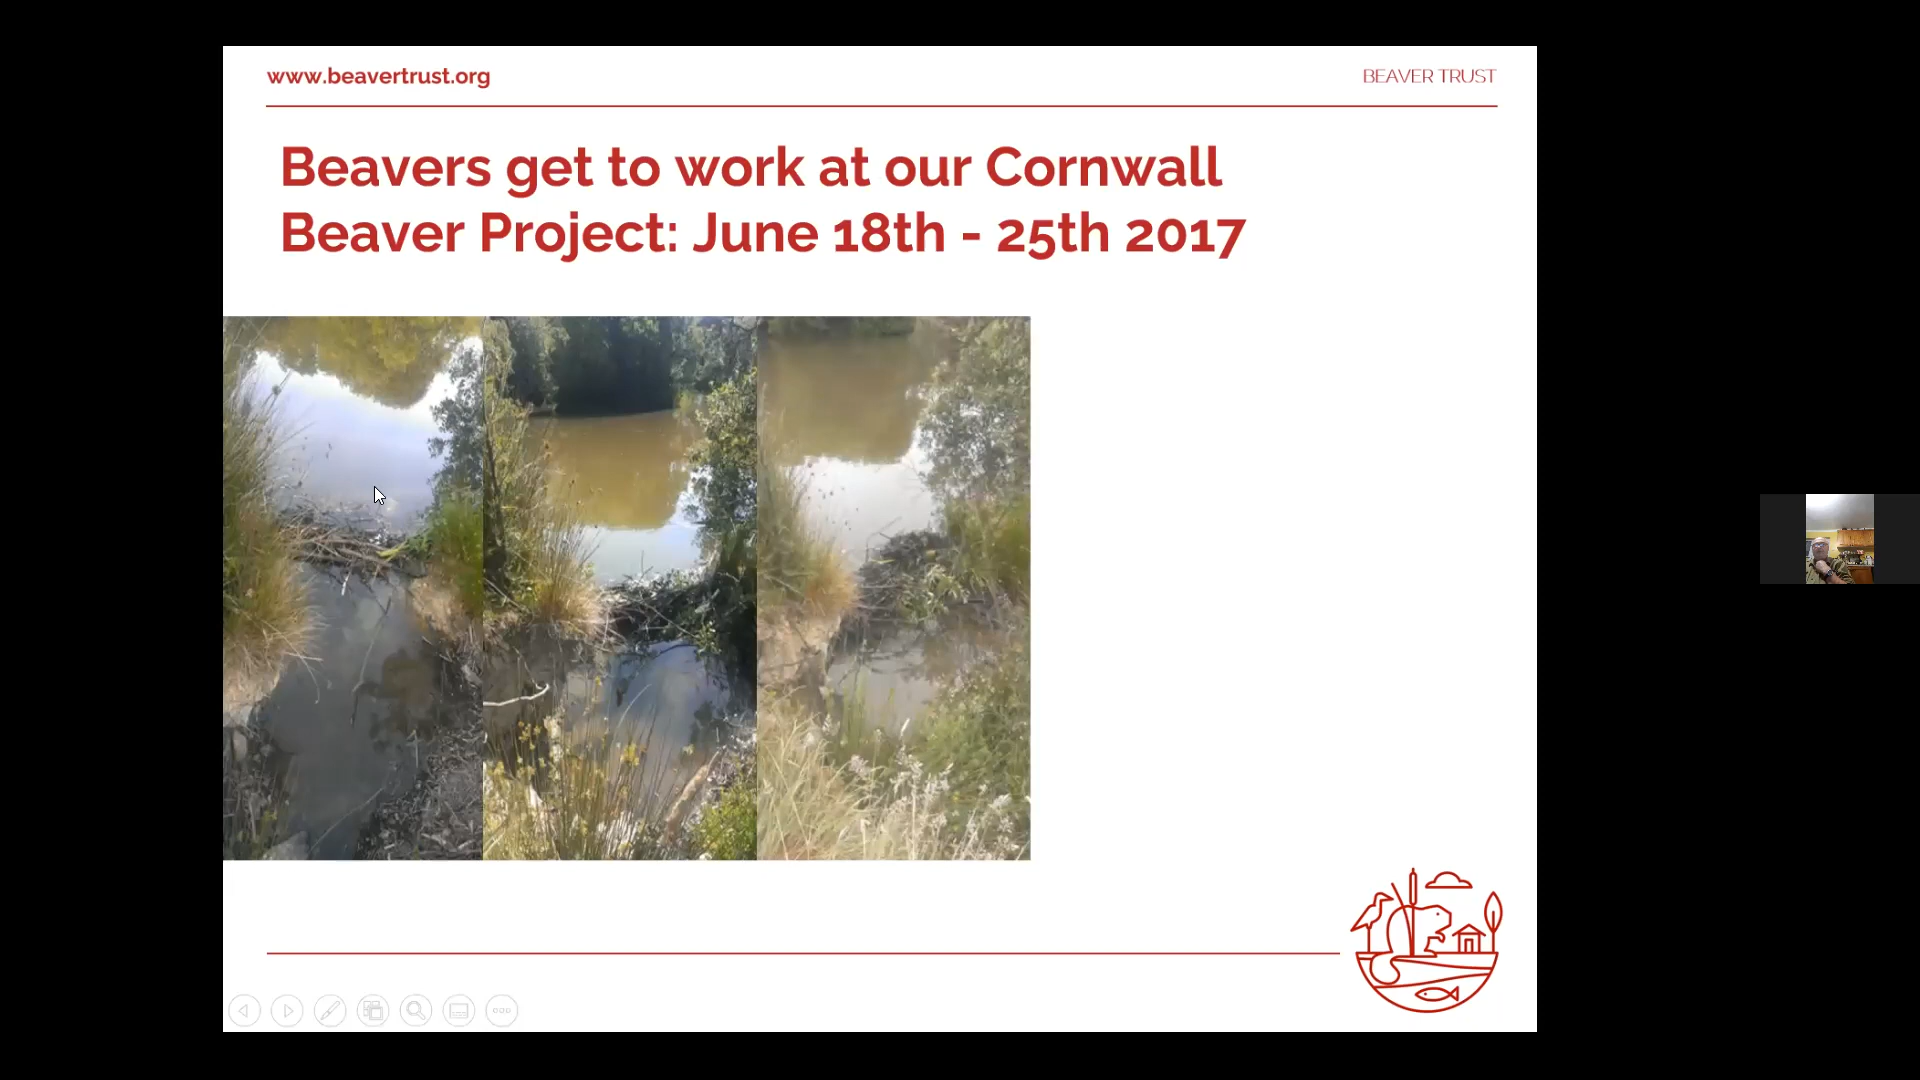 www.beavertrust.org
BEAVER TRUST
Beavers get to work at our Cornwall
Beaver Project: June 18th - 25th 2017